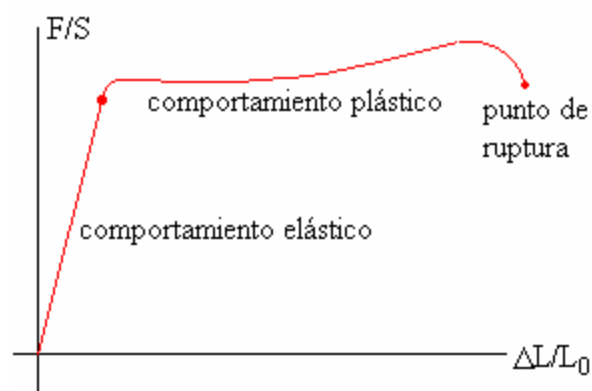 F/S
comportamiento plástico
punto de
ruptura
comportamiento elástico
ΔL/L₀